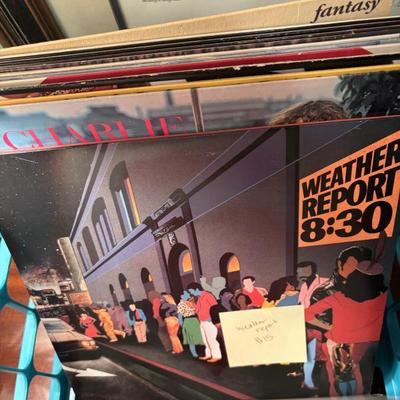 fantasy
CHARLIE
WEATHER
REPORT
8:30
weather
report
$15